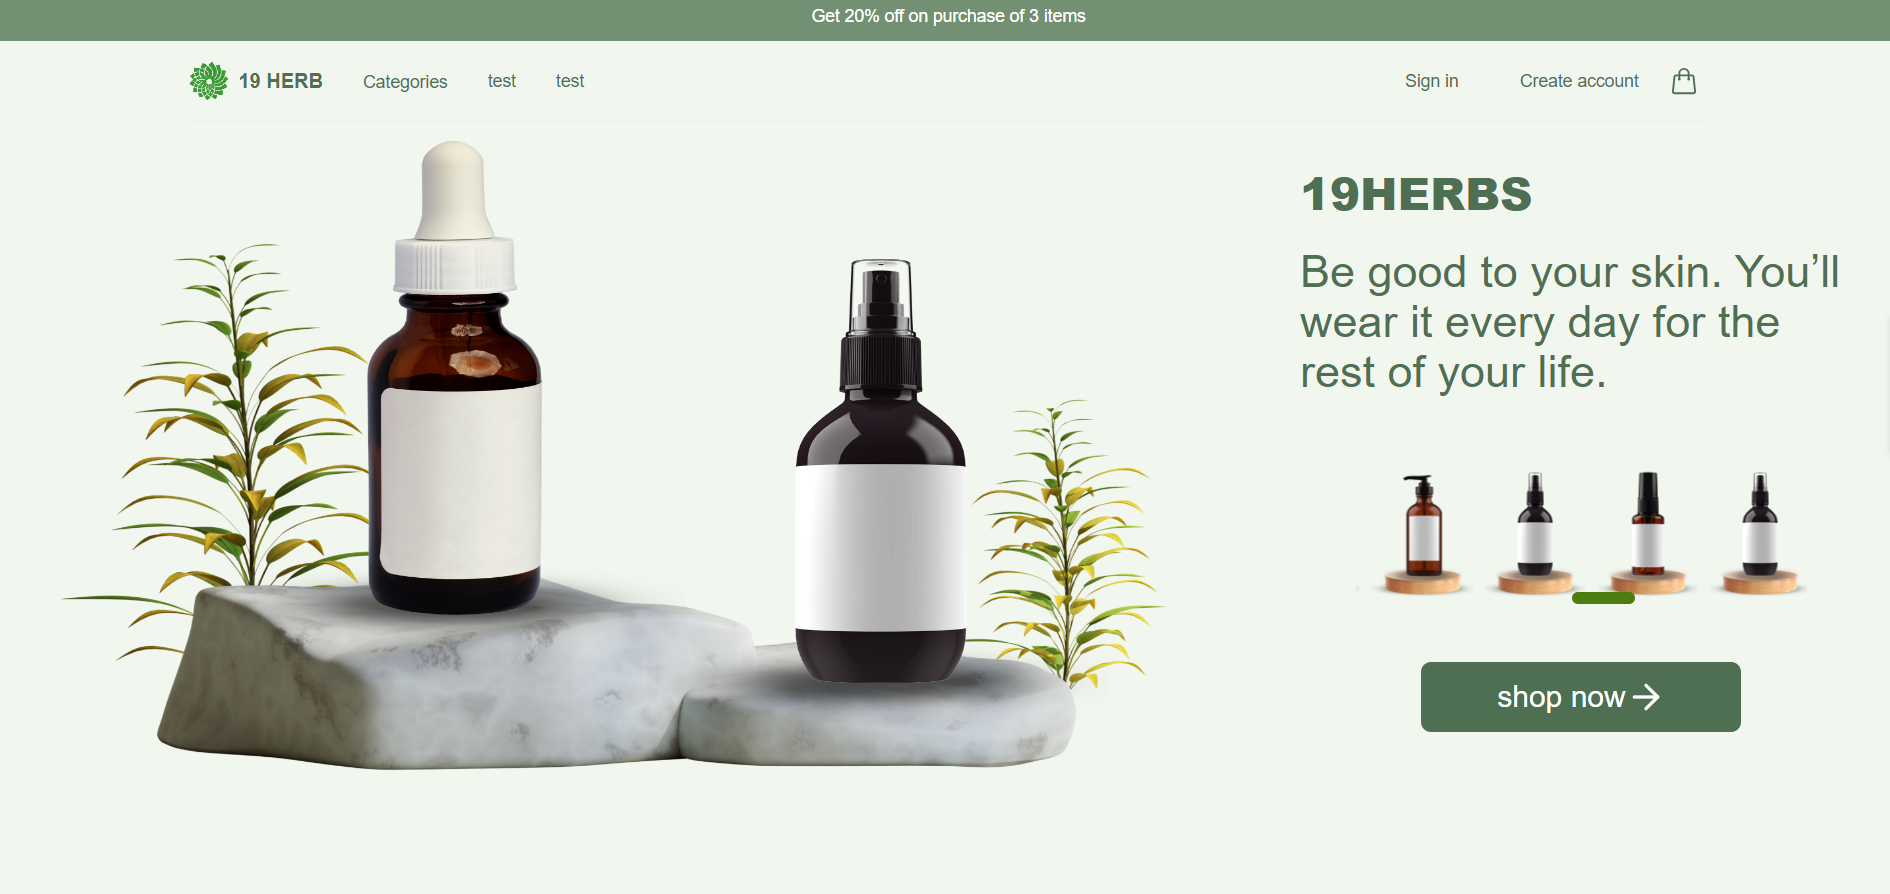 Get 20% off on purchase of 3 items
19 HERB
Categories
test
test
Sign in
Create account
19HERBS
Be good to your skin. You’ll
wear it every day for the
rest of your life.
shop now